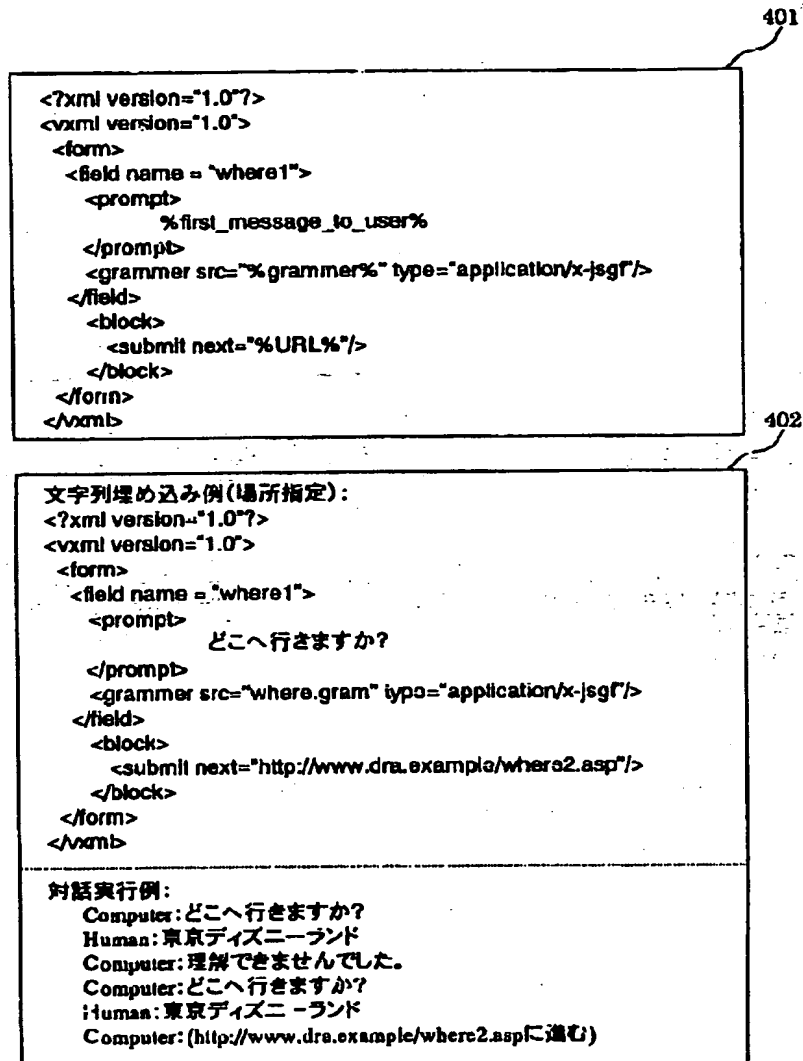 401
<?xml version="1.0"?>
<vxml version="1.0">
<form>
<field name = "where1">
<prompt>
%first_message_to_user%
</prompt>
<grammer src="%grammer%" type="application/x-jsgf"/>
</field>
<block>
<submit next="%URL%"/>
</block>
</form>
</vxml>
402
文字列埋め込み例(場所指定):
<?xml version="1.0"?>
<vxml version="1.0">
<form>
<field name = "where1">
<prompt>
どこへ行きますか?
</prompt>
<grammer src="where.gram" type="application/x-jsgf"/>
</field>
<block>
<submit next="http://www.dra.example/where2.asp"/>
</block>
</form>
</vxml>
対話実行例:
Computer:どこへ行きますか?
Human:東京ディズニーランド
Computer:理解できませんでした。
Computer:どこへ行きますか?
Human:東京ディズニーランド
Computer:(http://www.dra.example/where2.aspに進む)